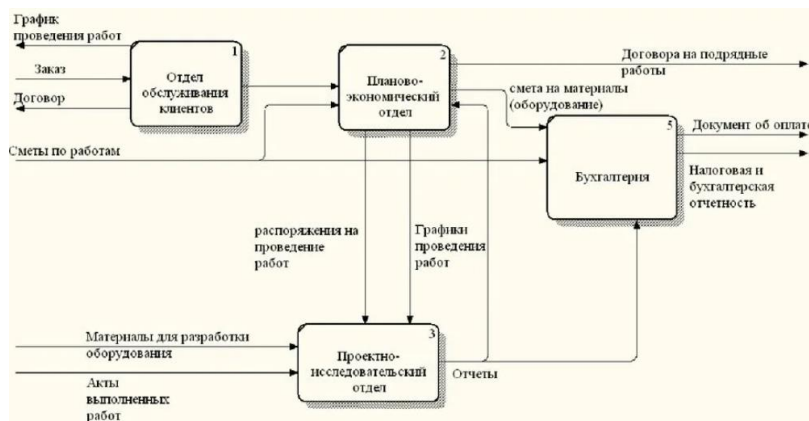 График
проведения работ
Заказ
Договор
1
Отдел
обслуживания
клиентов
2
Планово-
экономический
отдел
Договора на подрядные
работы
смета на материалы
(оборудование)
5
Бухгалтерия
Документ об оплате
Налоговая и
бухгалтерская
отчетность
Сметы по работам
распоряжения на
проведение
работ
Графики
проведения
работ
Материалы для разработки
оборудования
Акты
выполненных
работ
3
Проектно-
исследовательский
отдел
Отчеты